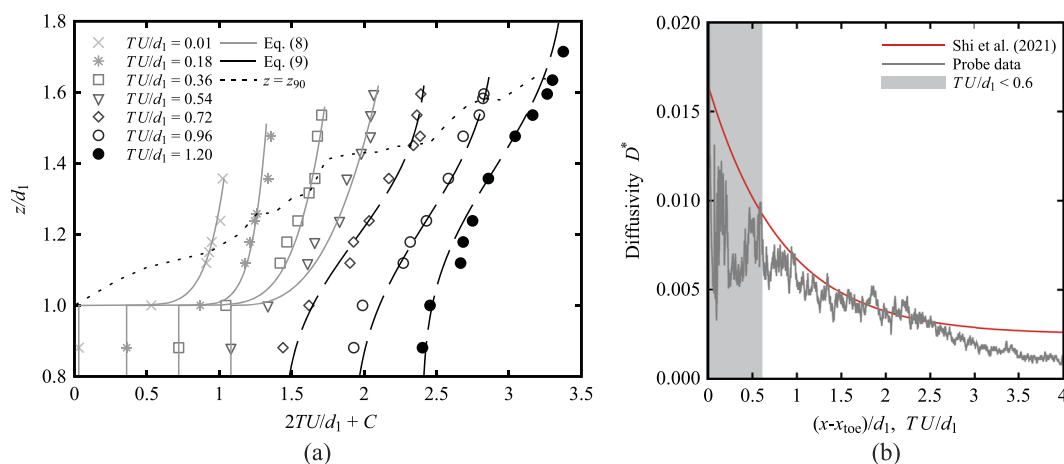 1.8
1.6
1.4
1.2
1.0
0.8
z/d₁
TU/d₁ = 0.01
TU/d₁ = 0.18
TU/d₁ = 0.36
TU/d₁ = 0.54
TU/d₁ = 0.72
TU/d₁ = 0.96
TU/d₁ = 1.20
Eq. (8)
Eq. (9)
z = z₉₀
0 0.5 1 1.5 2 2.5 3 3.5
2TU/d₁ + C
(a)
0.020
0.015
0.010
0.005
0.000
Diffusivity D*
Shi et al. (2021)
Probe data
TU/d₁ < 0.6
0 0.5 1 1.5 2 2.5 3 3.5 4
(x-x_toe)/d₁, TU/d₁
(b)